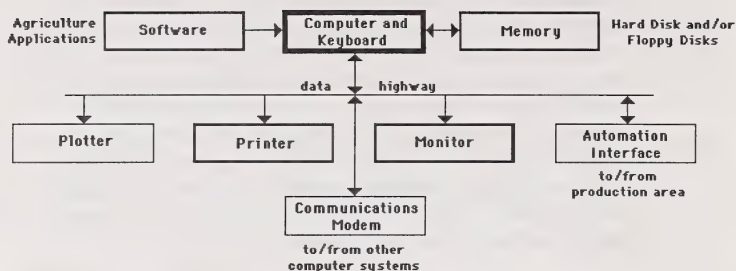 Agriculture
Applications
Software
Computer and
Keyboard
Memory
Hard Disk and/or
Floppy Disks
data highway
Plotter
Printer
Monitor
Automation
Interface
to/from
production area
Communications
Modem
to/from other
computer systems